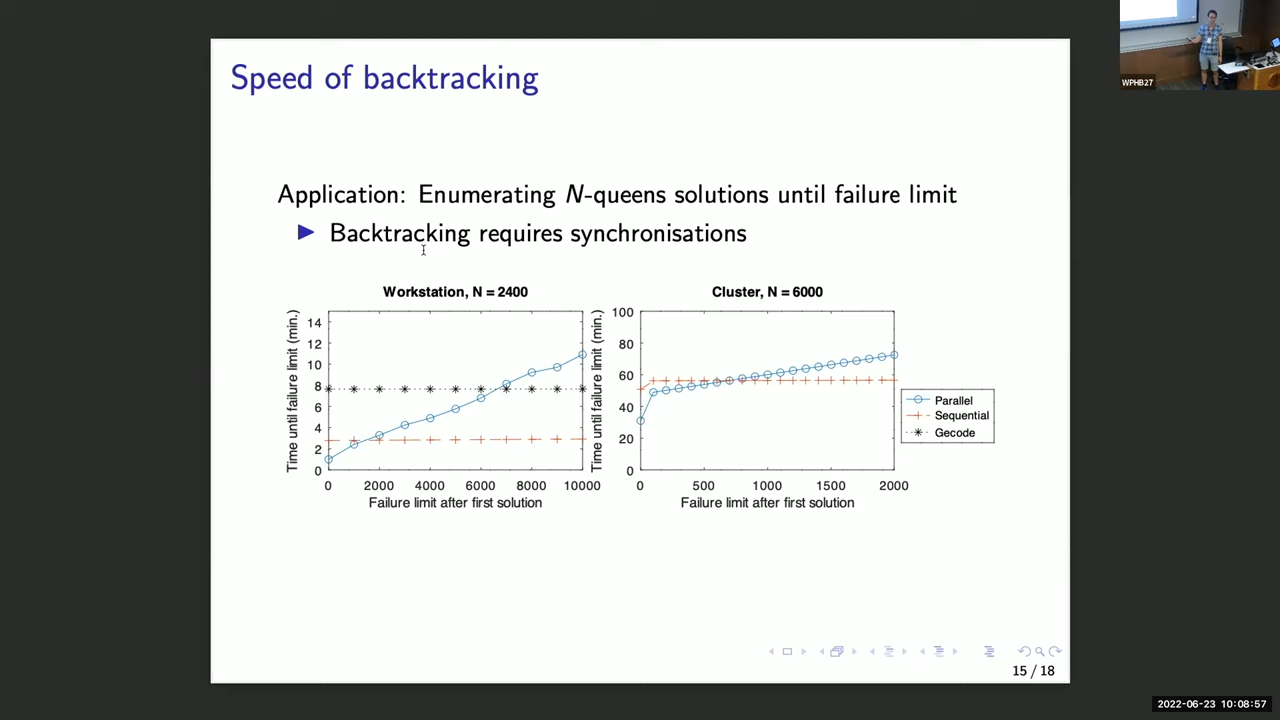 Speed of backtracking
WPHB27
Application: Enumerating N-queens solutions until failure limit
▶ Backtracking requires synchronisations
Workstation, N = 2400
Time until failure limit (min.)
14
12
10
8
6
4
2
0
0 2000 4000 6000 8000 10000
Failure limit after first solution
Cluster, N = 6000
Time until failure limit (min.)
100
80
60
40
20
0
0 500 1000 1500 2000
Failure limit after first solution
Parallel
Sequential
Gecode
15 / 18
2022-06-23 10:08:57